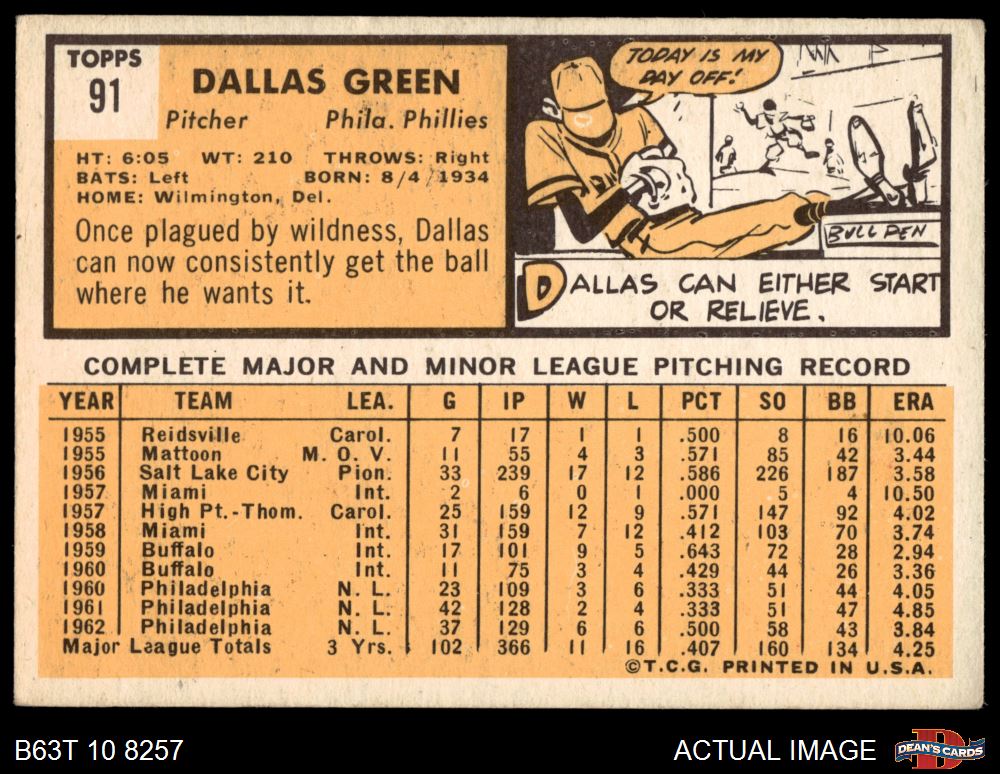 TOPPS
91
DALLAS GREEN
Pitcher Phila. Phillies
HT: 6:05 WT: 210 THROWS: Right
BATS: Left BORN: 8/4/1934
HOME: Wilmington, Del.
Once plagued by wildness, Dallas
can now consistently get the ball
where he wants it.
TODAY IS MY
DAY OFF!
BULL PEN
DALLAS CAN EITHER START
OR RELIEVE.
COMPLETE MAJOR AND MINOR LEAGUE PITCHING RECORD
YEAR TEAM LEA. G IP W L PCT SO BB ERA
1955 Reidsville Carol. 7 17 1 1 .500 8 16 10.06
1955 Mattoon M. O. V. 11 55 4 3 .571 85 42 3.44
1956 Salt Lake City Pion. 33 239 17 12 .586 226 187 3.58
1957 Miami Int. 2 6 0 1 .000 5 4 10.50
1957 High Pt.-Thom. Carol. 25 159 12 9 .571 147 92 4.02
1958 Miami Int. 31 159 7 12 .412 103 70 3.74
1959 Buffalo Int. 17 101 9 5 .643 72 28 2.94
1960 Buffalo Int. 11 75 3 4 .429 44 26 3.36
1960 Philadelphia N. L. 23 109 3 6 .333 51 44 4.05
1961 Philadelphia N. L. 42 128 2 4 .333 51 47 4.85
1962 Philadelphia N. L. 37 129 6 6 .500 58 43 3.84
Major League Totals 3 Yrs. 102 366 11 16 .407 160 134 4.25
©T.C.G. PRINTED IN U.S.A.
B63T 10 8257
ACTUAL IMAGE
DEAN'S CARDS